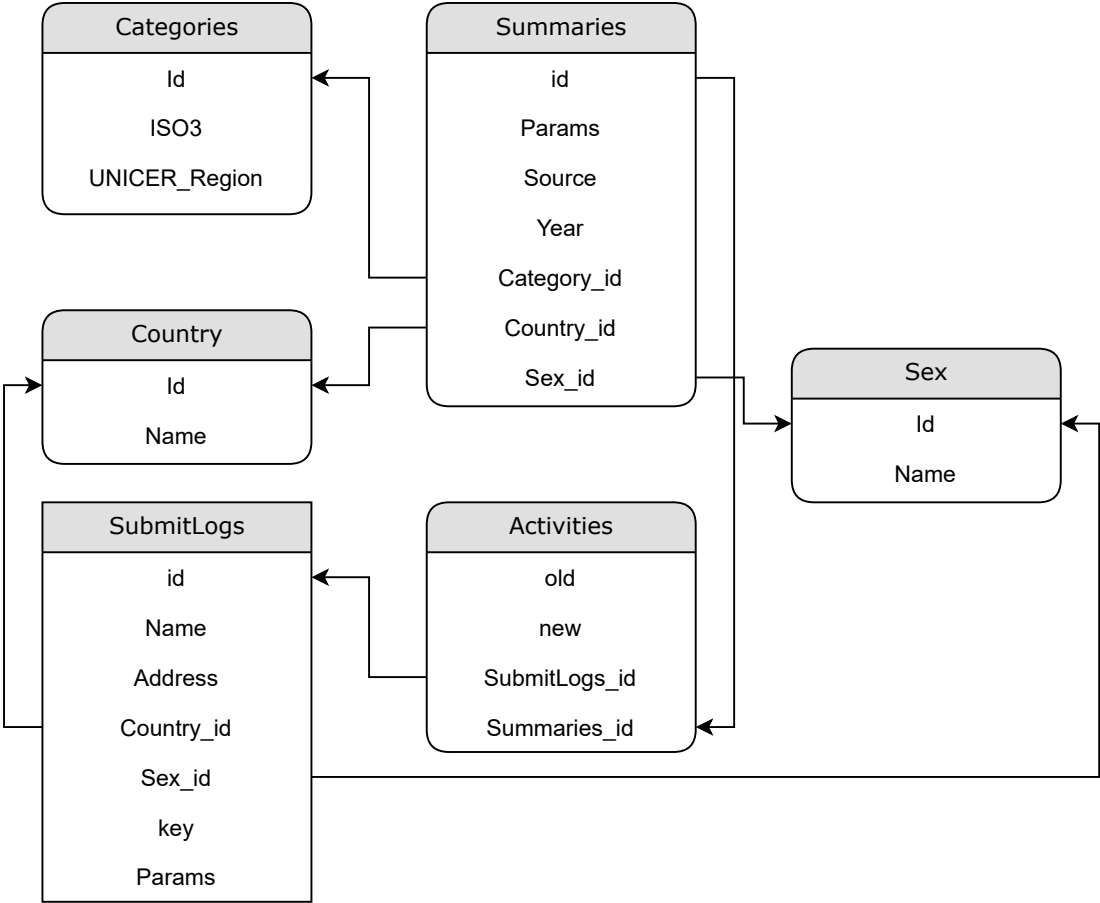 Categories
Id
ISO3
UNICER_Region
Summaries
id
Params
Source
Year
Category_id
Country_id
Sex_id
Country
Id
Name
Sex
Id
Name
SubmitLogs
id
Name
Address
Country_id
Sex_id
key
Params
Activities
old
new
SubmitLogs_id
Summaries_id